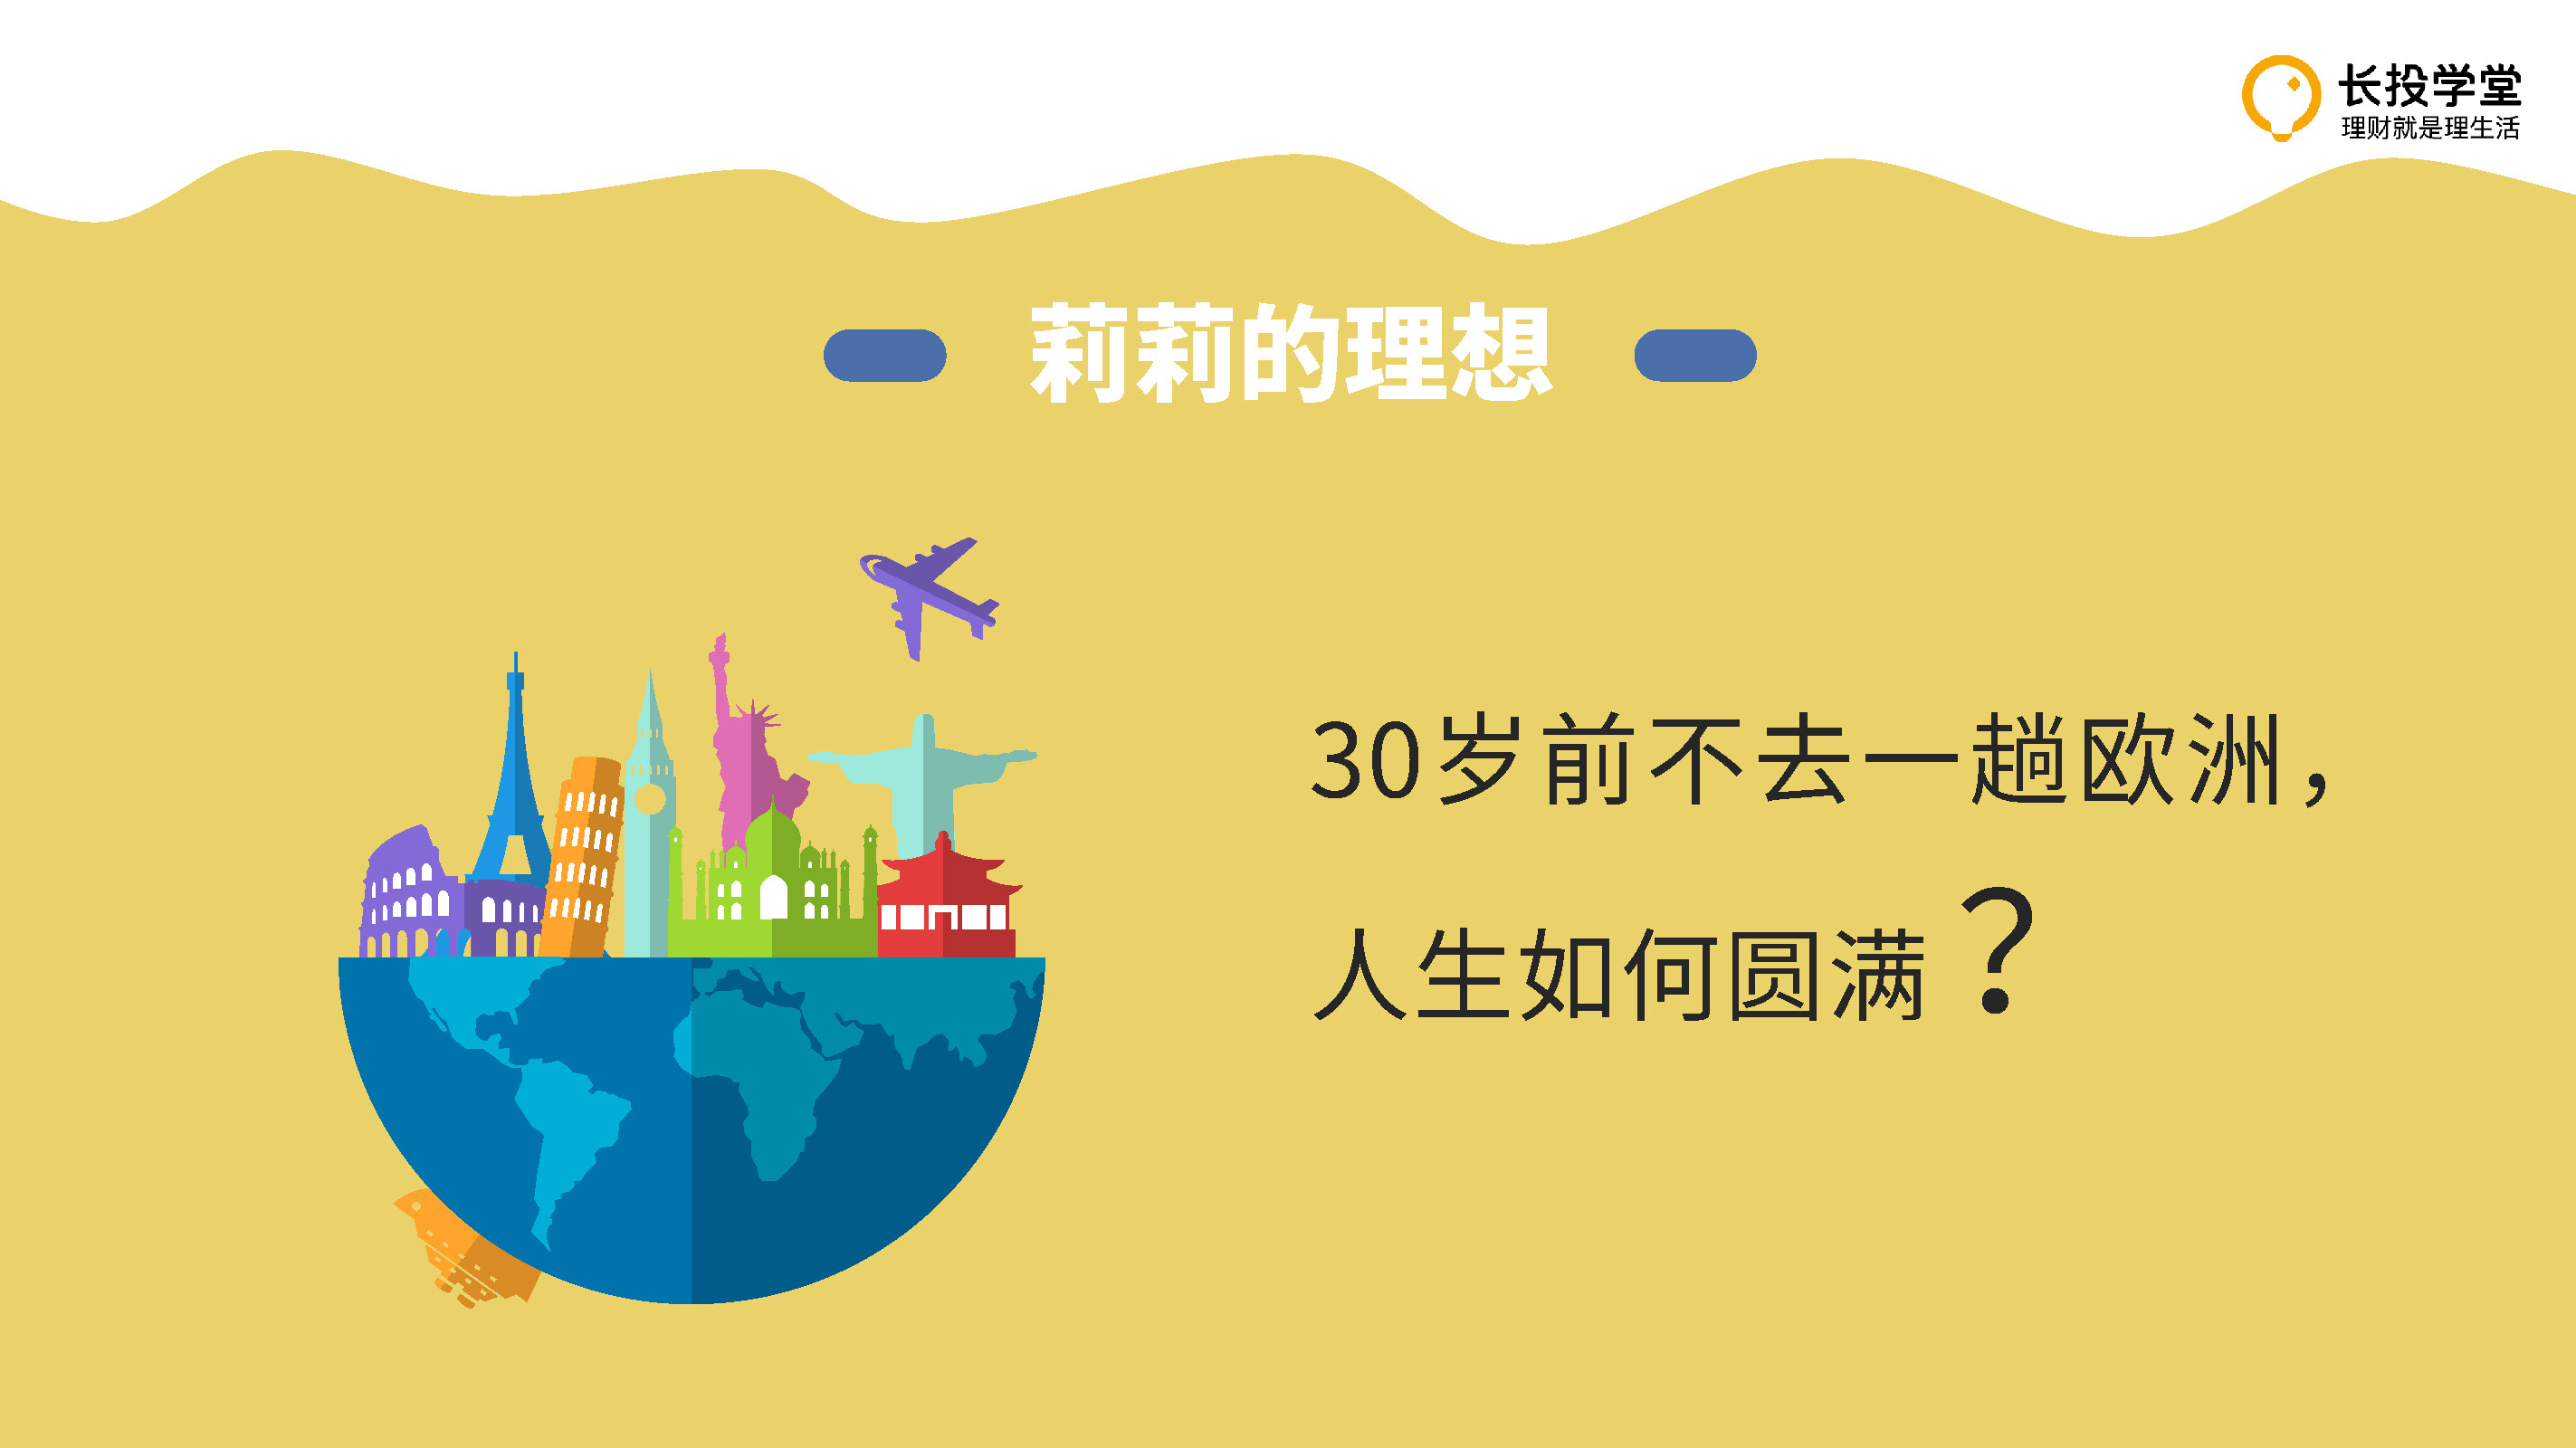 长投学堂
理财就是理生活
莉莉的理想
30岁前不去一趟欧洲，
人生如何圆满？